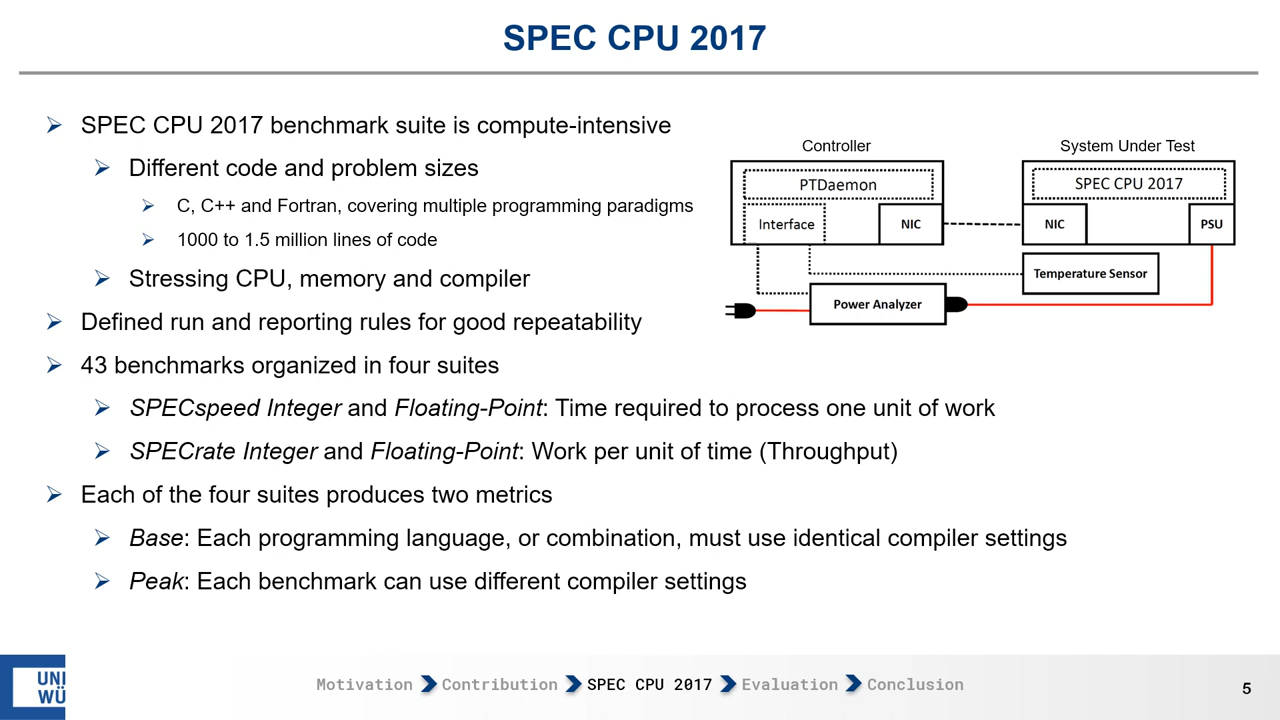 SPEC CPU 2017
SPEC CPU 2017 benchmark suite is compute-intensive
Different code and problem sizes
C, C++ and Fortran, covering multiple programming paradigms
1000 to 1.5 million lines of code
Stressing CPU, memory and compiler
Defined run and reporting rules for good repeatability
43 benchmarks organized in four suites
SPECspeed Integer and Floating-Point: Time required to process one unit of work
SPECrate Integer and Floating-Point: Work per unit of time (Throughput)
Each of the four suites produces two metrics
Base: Each programming language, or combination, must use identical compiler settings
Peak: Each benchmark can use different compiler settings
Controller
System Under Test
PTDaemon
SPEC CPU 2017
Interface
NIC
NIC
PSU
Temperature Sensor
Power Analyzer
UNI
WÜ
Motivation Contribution SPEC CPU 2017 Evaluation Conclusion
5